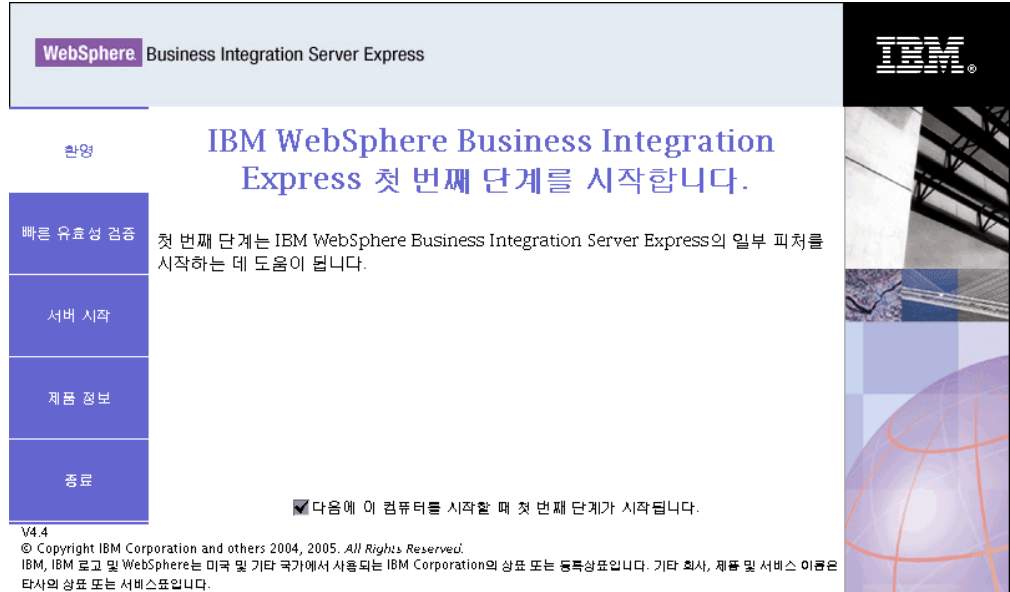 WebSphere. Business Integration Server Express
IBM®
환영
빠른 유효성 검증
서버 시작
제품 정보
종료
IBM WebSphere Business Integration
Express 첫 번째 단계를 시작합니다.
첫 번째 단계는 IBM WebSphere Business Integration Server Express의 일부 피처를
시작하는 데 도움이 됩니다.
다음에 이 컴퓨터를 시작할 때 첫 번째 단계가 시작됩니다.
V4.4
© Copyright IBM Corporation and others 2004, 2005. All Rights Reserved.
IBM, IBM 로고 및 WebSphere는 미국 및 기타 국가에서 사용되는 IBM Corporation의 상표 또는 등록상표입니다. 기타 회사, 제품 및 서비스 이름은
타사의 상표 또는 서비스표입니다.